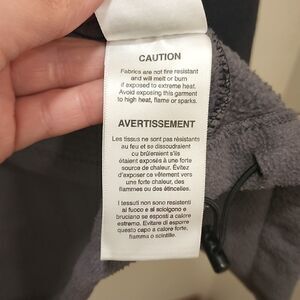 CAUTION
Fabrics are not fire resistant
and will melt or burn
if exposed to extreme heat.
Avoid exposing this garment
to high heat, flame or sparks.
AVERTISSEMENT
Les tissus ne sont pas résistants
au feu et se dissoudraient
ou brûleraient s'ils
étaient exposés à une forte
source de chaleur. Évitez
d'exposer ce vêtement vers
une forte chaleur, des
flammes ou des étincelles.
I tessuti non sono resistenti
al fuoco e si sciolgono e
bruciano se esposti a calore
estremo. Evitare di esporre
questo capo a calore forte,
fiamma o scintille.